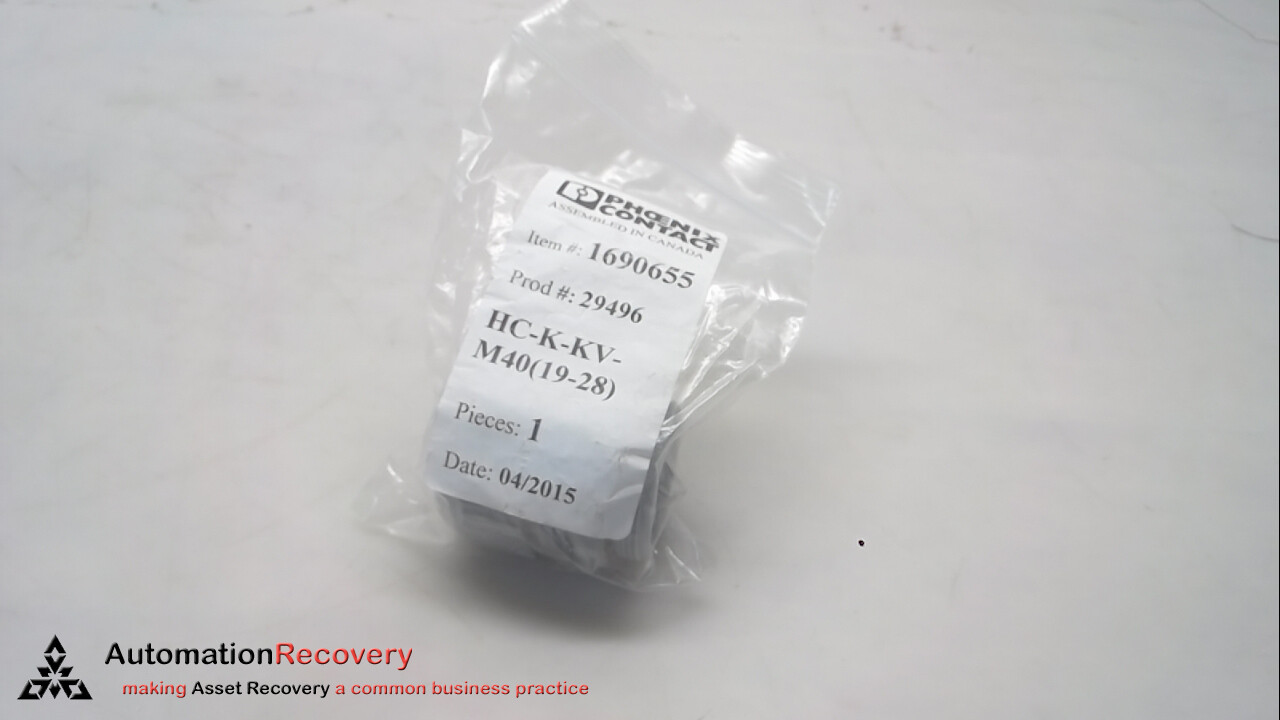 PHŒNIX
CONTACT
ASSEMBLED IN CANADA
Item #: 1690655
Prod #: 29496
HC-K-KV-
M40(19-28)
Pieces: 1
Date: 04/2015
AutomationRecovery
making Asset Recovery a common business practice